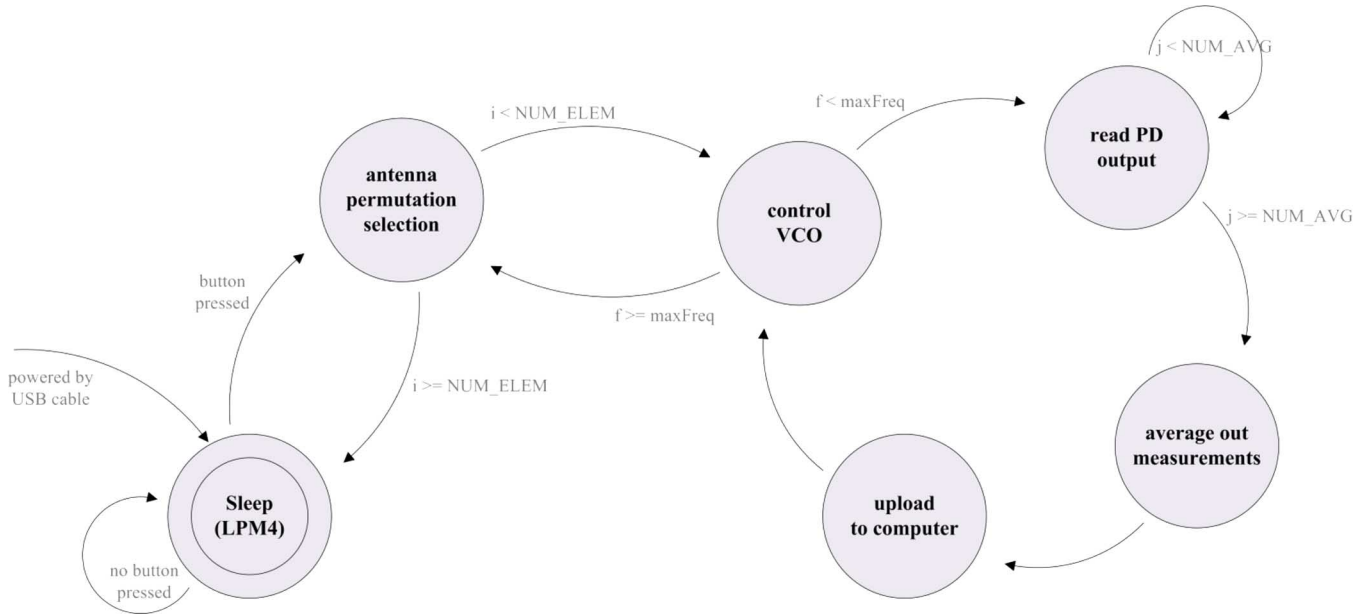 j < NUM_AVG
f < maxFreq
i < NUM_ELEM
read PD
output
antenna
permutation
selection
control
VCO
j >= NUM_AVG
button
pressed
f >= maxFreq
i >= NUM_ELEM
powered by
USB cable
average out
measurements
Sleep
(LPM4)
upload
to computer
no button
pressed